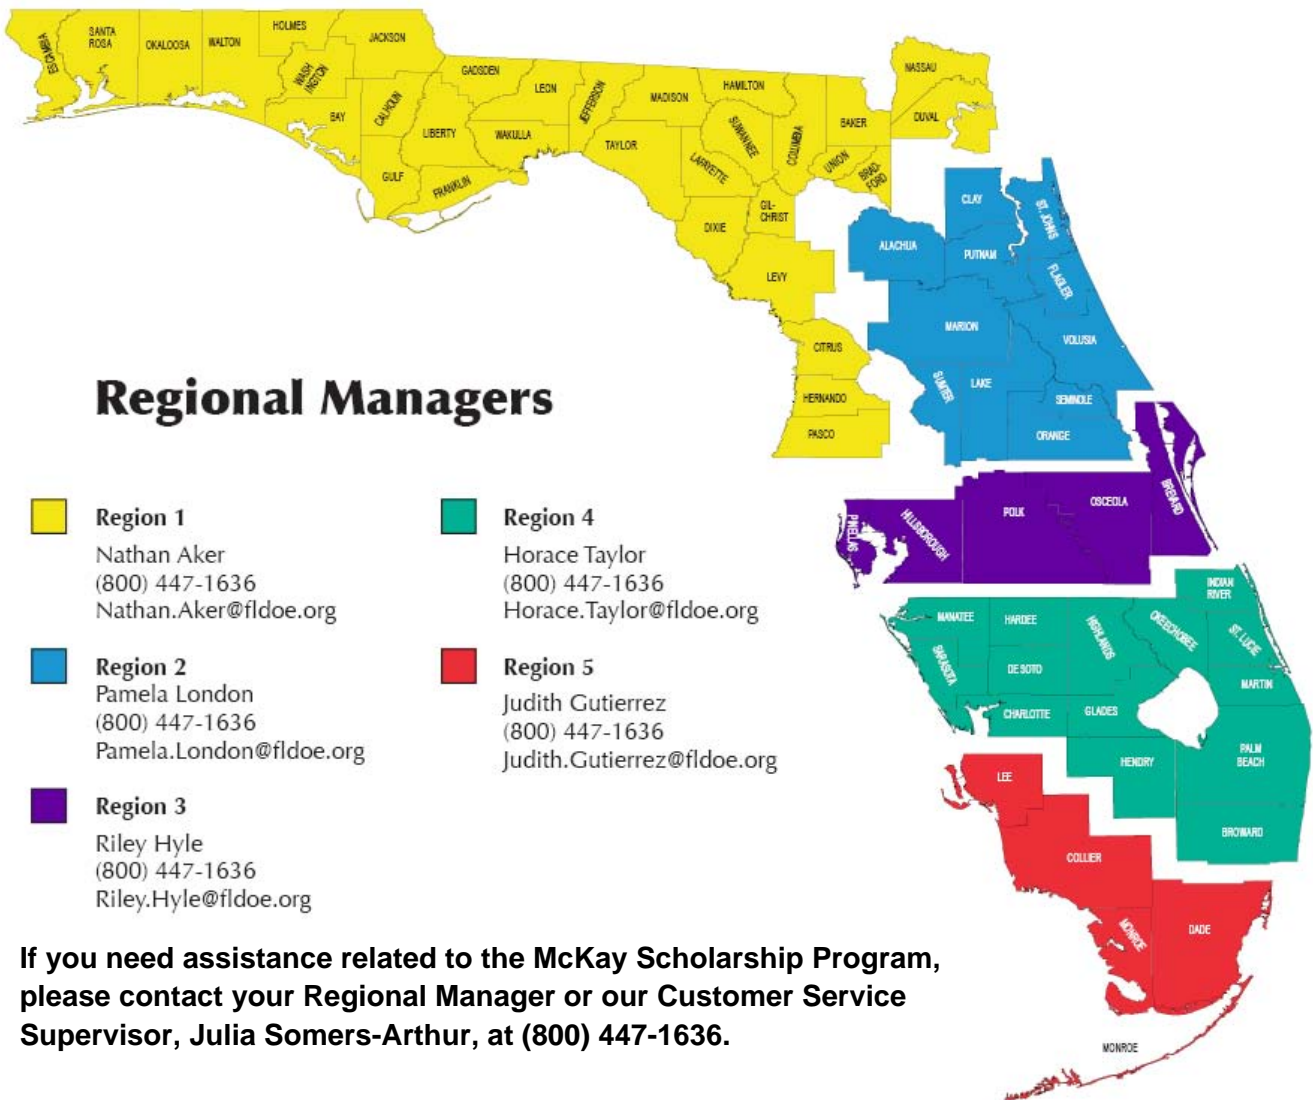 ESCAMBIA
SANTA
ROSA
OKALOOSA
WALTON
HOLMES
WASH
INGTON
JACKSON
BAY
CALHOUN
GULF
GADSDEN
LIBERTY
FRANKLIN
LEON
WAKULLA
JEFFERSON
MADISON
TAYLOR
HAMILTON
SUWANNEE
LAFAYETTE
COLUMBIA
BAKER
UNION
BRAD-
FORD
NASSAU
DUVAL
GIL-
CHRIST
DIXIE
LEVY
CITRUS
HERNANDO
PASCO
CLAY
ST. JOHNS
ALACHUA
PUTNAM
FLAGLER
MARION
VOLUSIA
SUMTER
LAKE
SEMINOLE
ORANGE
PINELLAS
HILLSBOROUGH
POLK
OSCEOLA
BREVARD
INDIAN
RIVER
MANATEE
HARDEE
HIGHLANDS
OKEECHOBEE
ST. LUCIE
SARASOTA
DE SOTO
MARTIN
CHARLOTTE
GLADES
HENDRY
PALM
BEACH
BROWARD
LEE
COLLIER
MONROE
DADE
MONROE
Regional Managers
Region 1
Nathan Aker
(800) 447-1636
Nathan.Aker@fldoe.org
Region 2
Pamela London
(800) 447-1636
Pamela.London@fldoe.org
Region 3
Riley Hyle
(800) 447-1636
Riley.Hyle@fldoe.org
Region 4
Horace Taylor
(800) 447-1636
Horace.Taylor@fldoe.org
Region 5
Judith Gutierrez
(800) 447-1636
Judith.Gutierrez@fldoe.org
If you need assistance related to the McKay Scholarship Program,
please contact your Regional Manager or our Customer Service
Supervisor, Julia Somers-Arthur, at (800) 447-1636.